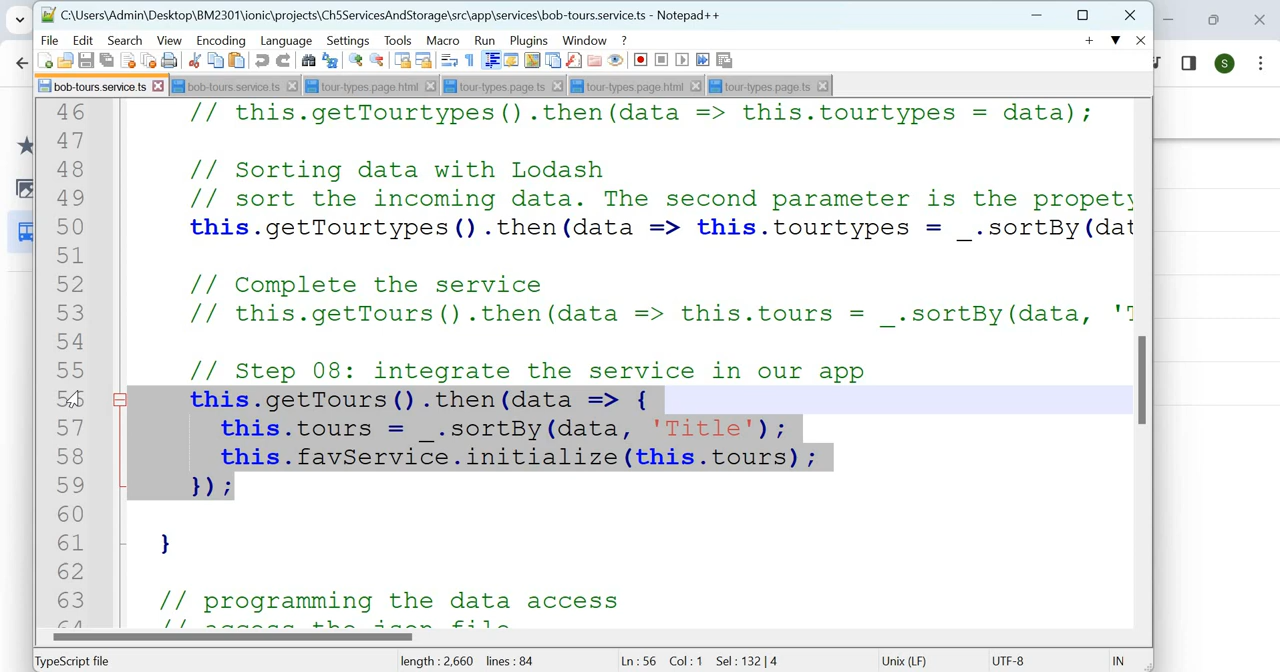 C:\Users\Admin\Desktop\BM2301\ionic\projects\Ch5ServicesAndStorage\src\app\services\bob-tours.service.ts - Notepad++
File Edit Search View Encoding Language Settings Tools Macro Run Plugins Window ?
bob-tours.service.ts bob-tours.service.ts tour-types.page.html tour-types.page.ts tour-types.page.html tour-types.page.ts
S
46 // this.getTourtypes().then(data => this.tourtypes = data);
47
48 // Sorting data with Lodash
49 // sort the incoming data. The second parameter is the propety
50 this.getTourtypes().then(data => this.tourtypes = _.sortBy(dat
51
52 // Complete the service
53 // this.getTours().then(data => this.tours = _.sortBy(data, 'T
54
55 // Step 08: integrate the service in our app
56 this.getTours().then(data => {
57 this.tours = _.sortBy(data, 'Title');
58 this.favService.initialize(this.tours);
59 });
60
61 }
62
63 // programming the data access
64 // access the json file
TypeScript file length : 2,660 lines : 84 Ln : 56 Col : 1 Sel : 132 | 4 Unix (LF) UTF-8 IN